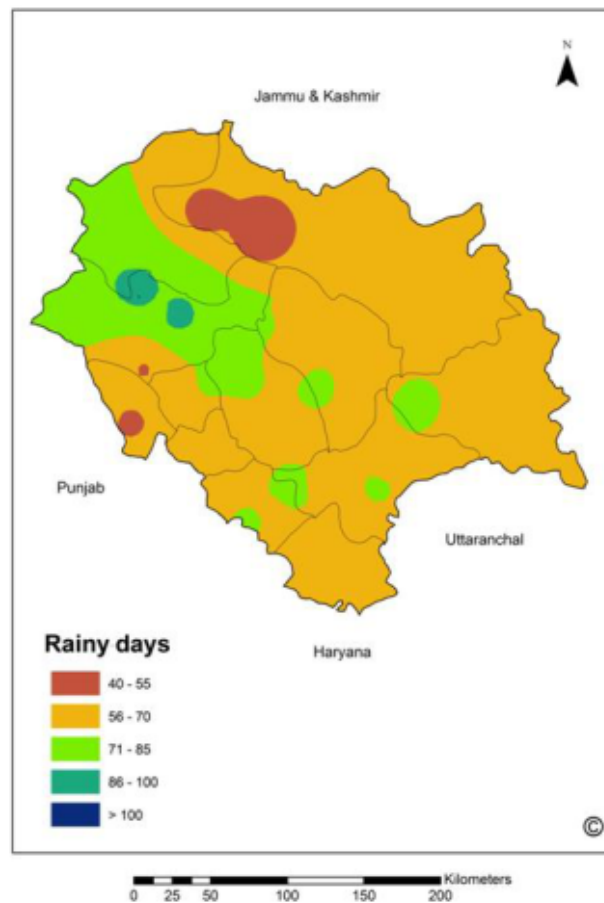 N
Jammu & Kashmir
Punjab
Uttaranchal
Haryana
Rainy days
40 - 55
56 - 70
71 - 85
86 - 100
> 100
©
Kilometers
0 25 50 100 150 200